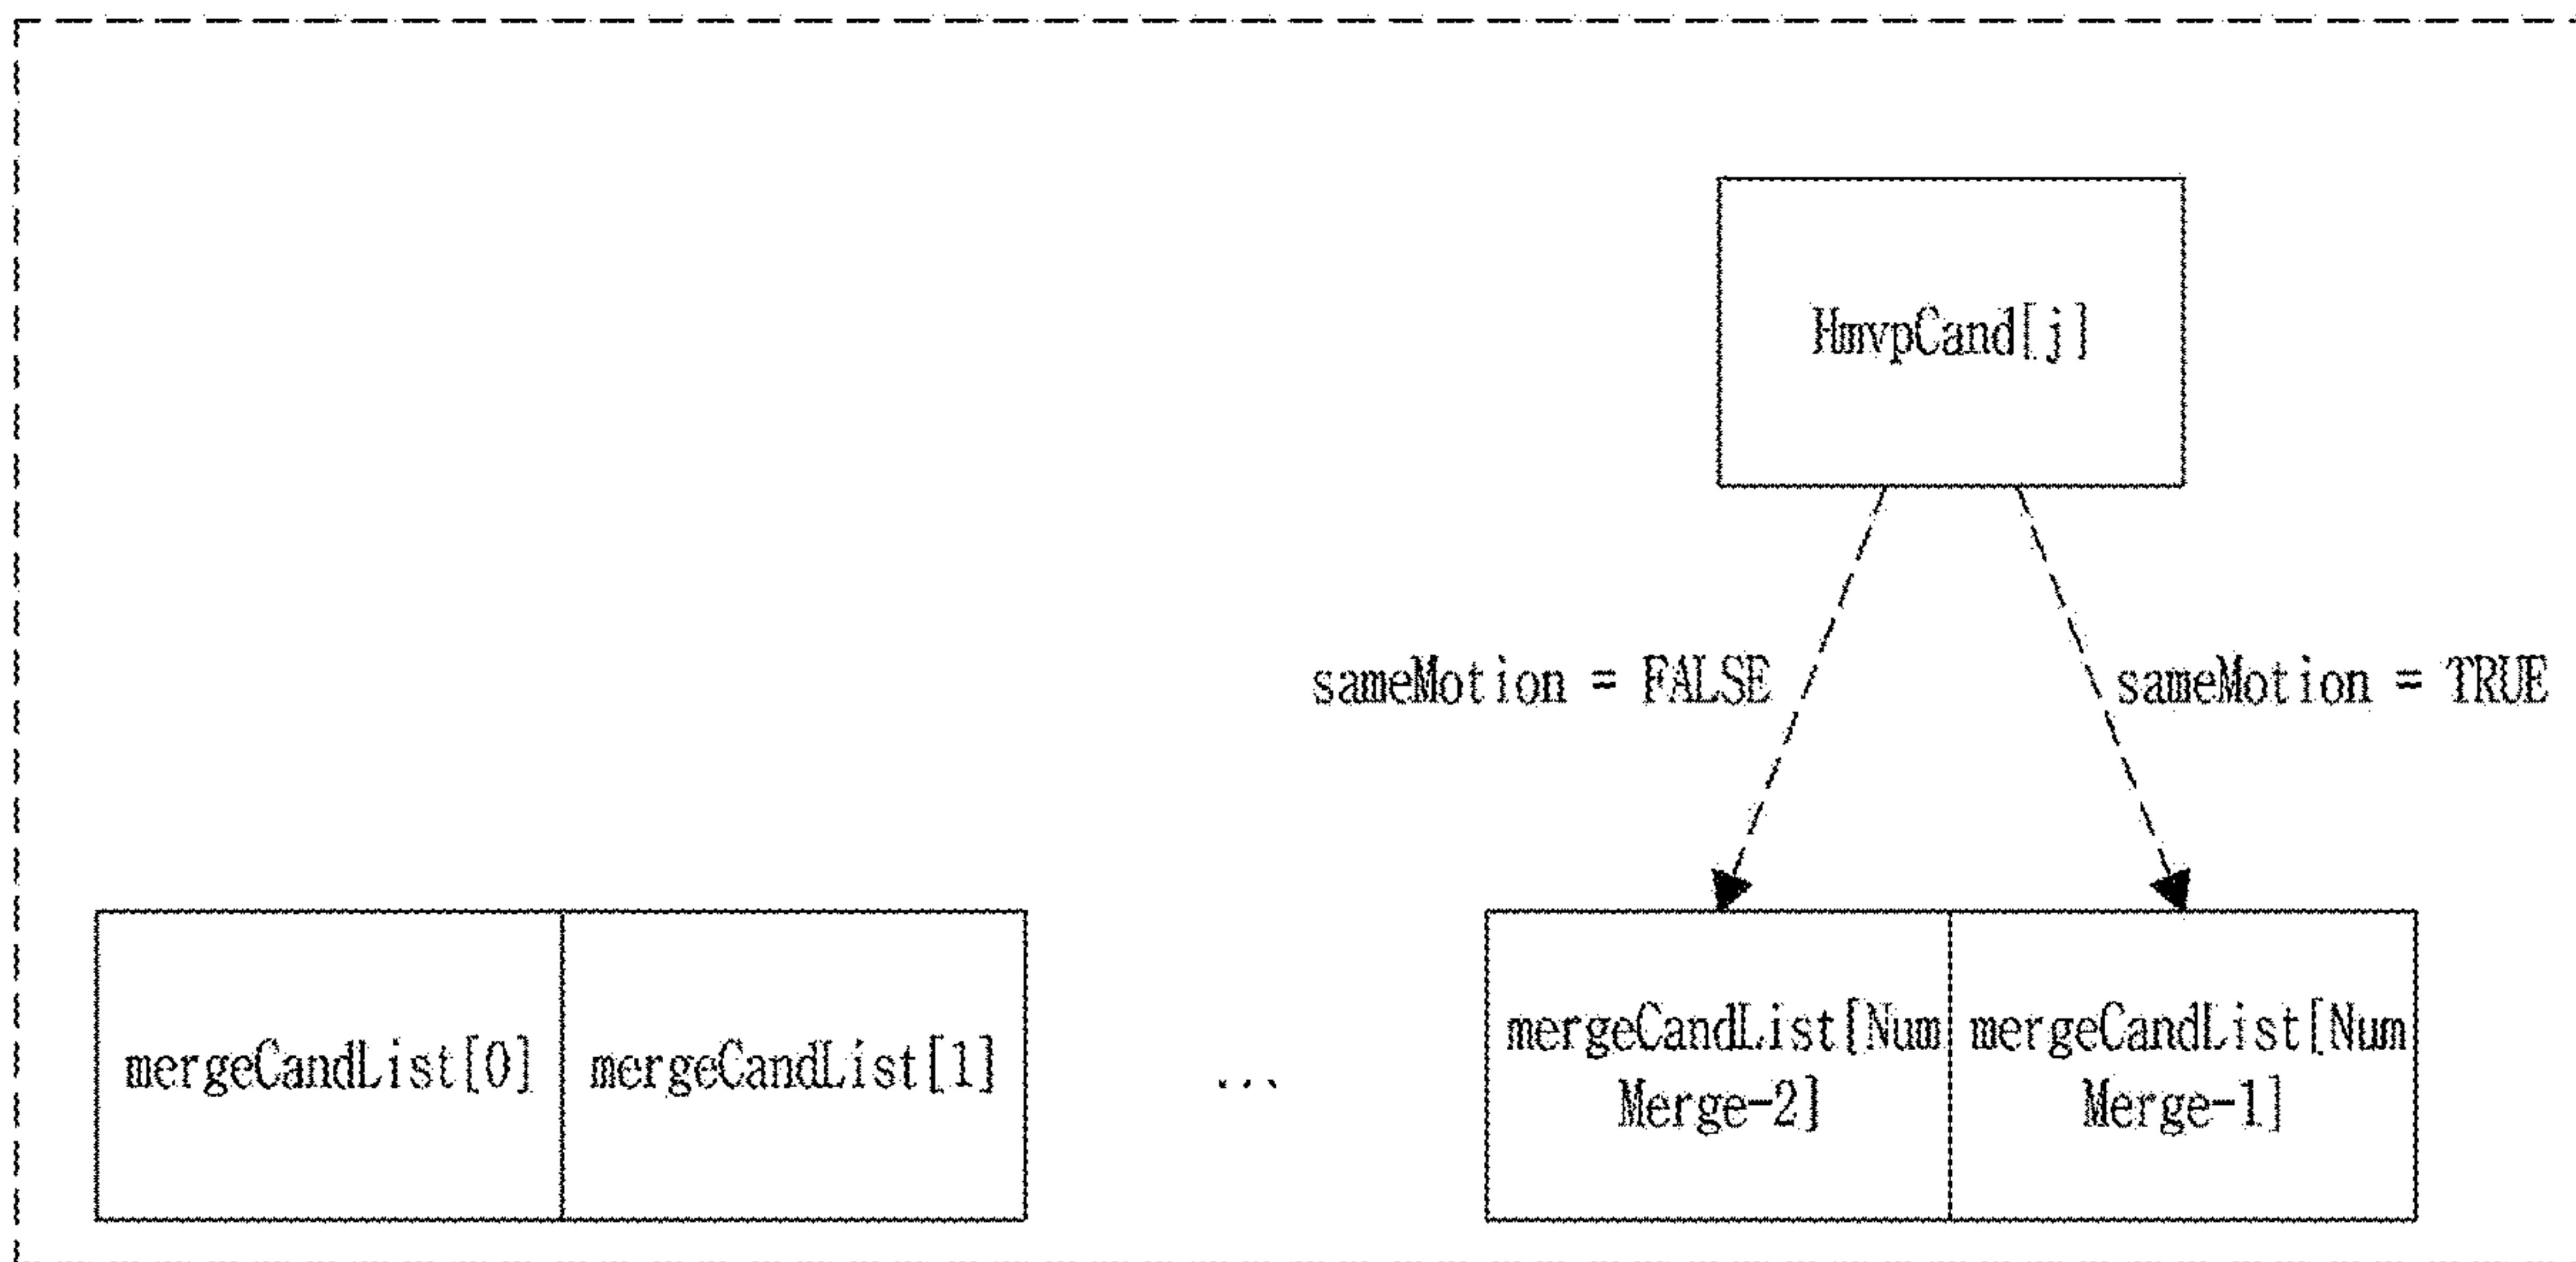 HmvpCand[j]
sameMotion = FALSE
sameMotion = TRUE
mergeCandList[0]
mergeCandList[1]
...
mergeCandList[Num
Merge-2]
mergeCandList[Num
Merge-1]